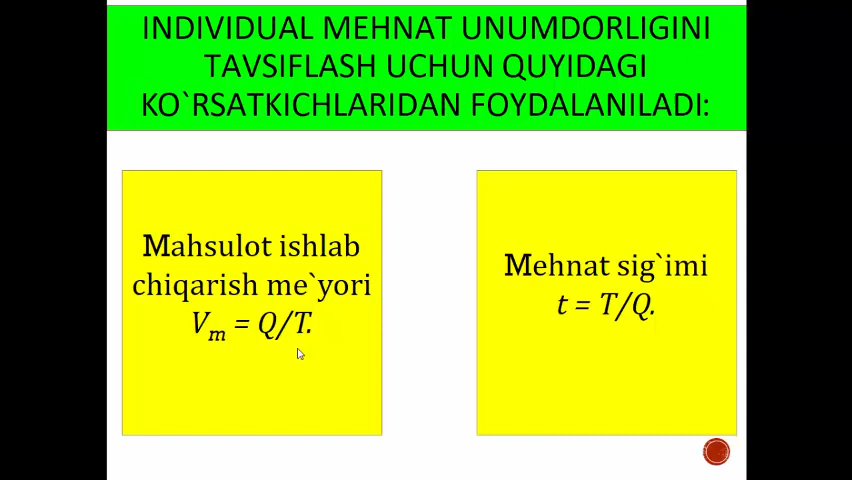 INDIVIDUAL MEHNAT UNUMDORLIGINI
TAVSIFLASH UCHUN QUYIDAGI
KO`RSATKICHLARIDAN FOYDALANILADI:
Mahsulot ishlab
chiqarish me`yori
Vₘ = Q/T.
Mehnat sig`imi
t = T/Q.